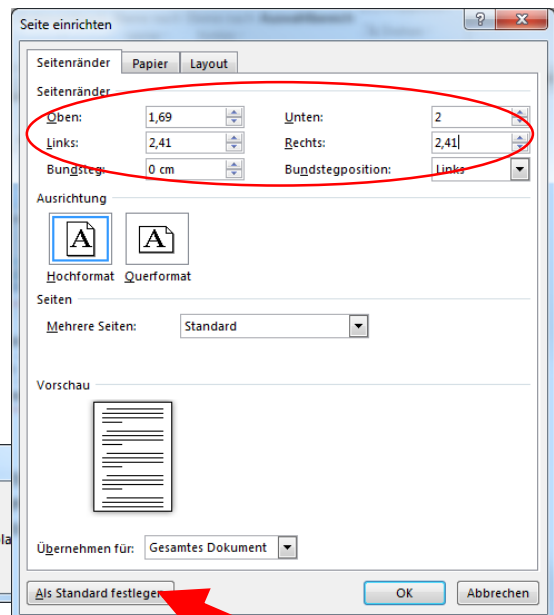 Seite einrichten
Seitenränder Papier Layout
Seitenränder
Oben: 1,69 Unten: 2
Links: 2,41 Rechts: 2,41
Bundsteg: 0 cm Bundstegposition: Links
Ausrichtung
A A
Hochformat Querformat
Seiten
Mehrere Seiten: Standard
Vorschau
Übernehmen für: Gesamtes Dokument
Als Standard festlegen
OK Abbrechen